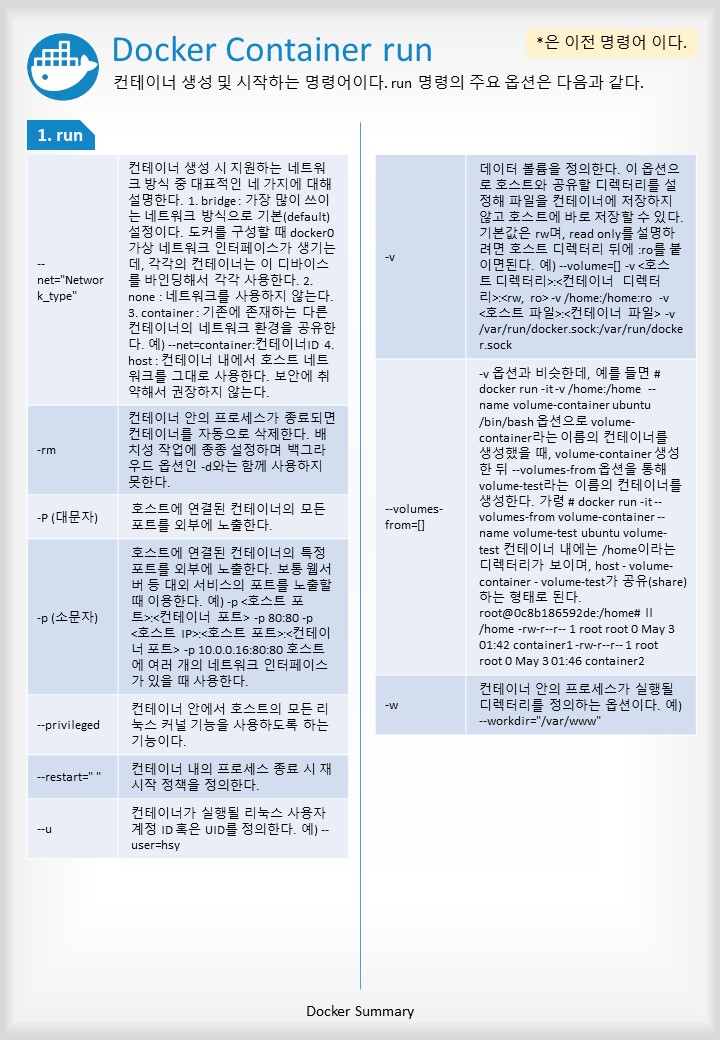 Docker Container run
*은 이전 명령어 이다.
컨테이너 생성 및 시작하는 명령어이다. run 명령의 주요 옵션은 다음과 같다.
1. run
--
net="Networ
k_type"
컨테이너 생성 시 지원하는 네트워
크 방식 중 대표적인 네 가지에 대해
설명한다. 1. bridge : 가장 많이 쓰이
는 네트워크 방식으로 기본(default)
설정이다. 도커를 구성할 때 docker0
가상 네트워크 인터페이스가 생기는
데, 각각의 컨테이너는 이 디바이스
를 바인딩해서 각각 사용한다. 2.
none : 네트워크를 사용하지 않는다.
3. container : 기존에 존재하는 다른
컨테이너의 네트워크 환경을 공유한
다. 예) --net=container:컨테이너ID 4.
host : 컨테이너 내에서 호스트 네트
워크를 그대로 사용한다. 보안에 취
약해서 권장하지 않는다.
-rm
컨테이너 안의 프로세스가 종료되면
컨테이너를 자동으로 삭제한다. 배
치성 작업에 종종 설정하며 백그라
우드 옵션인 -d와는 함께 사용하지
못한다.
-P (대문자)
호스트에 연결된 컨테이너의 모든
포트를 외부에 노출한다.
-p (소문자)
호스트에 연결된 컨테이너의 특정
포트를 외부에 노출한다. 보통 웹서
버 등 대외 서비스의 포트를 노출할
때 이용한다. 예) -p <호스트 포
트>:<컨테이너 포트> -p 80:80 -p
<호스트 IP>:<호스트 포트>:<컨테이
너 포트> -p 10.0.0.16:80:80 호스트
에 여러 개의 네트워크 인터페이스
가 있을 때 사용한다.
--privileged
컨테이너 안에서 호스트의 모든 리
눅스 커널 기능을 사용하도록 하는
기능이다.
--restart=" "
컨테이너 내의 프로세스 종료 시 재
시작 정책을 정의한다.
--u
컨테이너가 실행될 리눅스 사용자
계정 ID 혹은 UID를 정의한다. 예) --
user=hsy
-v
데이터 볼륨을 정의한다. 이 옵션으
로 호스트와 공유할 디렉터리를 설
정해 파일을 컨테이너에 저장하지
않고 호스트에 바로 저장할 수 있다.
기본값은 rw며, read only를 설명하
려면 호스트 디렉터리 뒤에 :ro를 붙
이면된다. 예) --volume=[] -v <호스
트 디렉터리>:<컨테이너 디렉터
리>:<rw, ro> -v /home:/home:ro -v
<호스트 파일>:<컨테이너 파일> -v
/var/run/docker.sock:/var/run/docke
r.sock
--volumes-
from=[]
-v 옵션과 비슷한데, 예를 들면 #
docker run -it -v /home:/home --
name volume-container ubuntu
/bin/bash 옵션으로 volume-
container라는 이름의 컨테이너를
생성했을 때, volume-container 생성
한 뒤 --volumes-from 옵션을 통해
volume-test라는 이름의 컨테이너를
생성한다. 가령 # docker run -it --
volumes-from volume-container --
name volume-test ubuntu volume-
test 컨테이너 내에는 /home이라는
디렉터리가 보이며, host - volume-
container - volume-test가 공유(share)
하는 형태로 된다.
root@0c8b186592de:/home# ll
/home -rw-r--r-- 1 root root 0 May 3
01:42 container1 -rw-r--r-- 1 root
root 0 May 3 01:46 container2
-w
컨테이너 안의 프로세스가 실행될
디렉터리를 정의하는 옵션이다. 예)
--workdir="/var/www"
Docker Summary